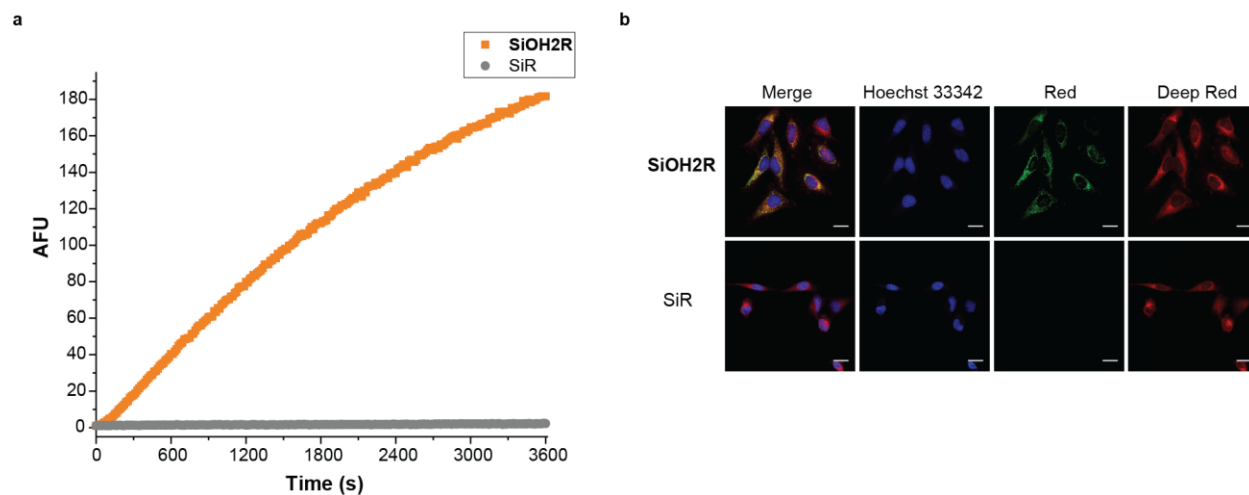 a
SiOH2R
SiR
AFU
180
160
140
120
100
80
60
40
20
0
0 600 1200 1800 2400 3000 3600
Time (s)
b
Merge Hoechst 33342 Red Deep Red
SiOH2R
SiR